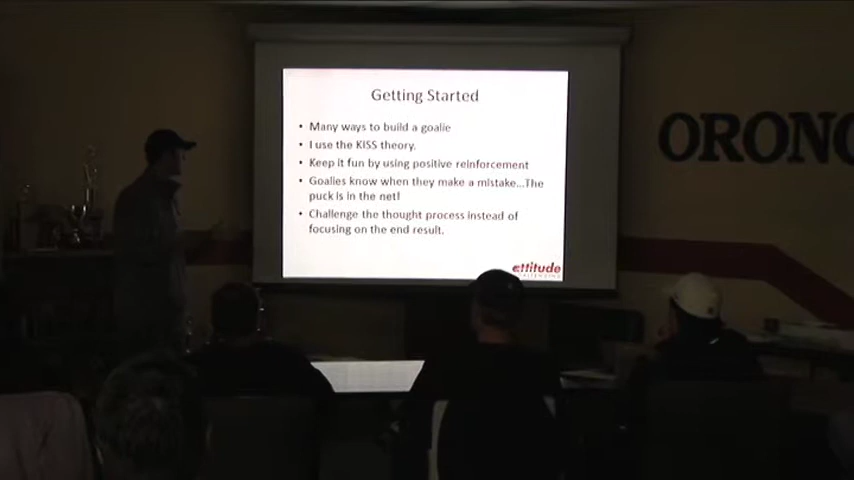 Getting Started
• Many ways to build a goalie
• I use the KISS theory.
• Keep it fun by using positive reinforcement
• Goalies know when they make a mistake...The
puck is in the net!
• Challenge the thought process instead of
focusing on the end result.
attitude
GOALTENDING
ORONO